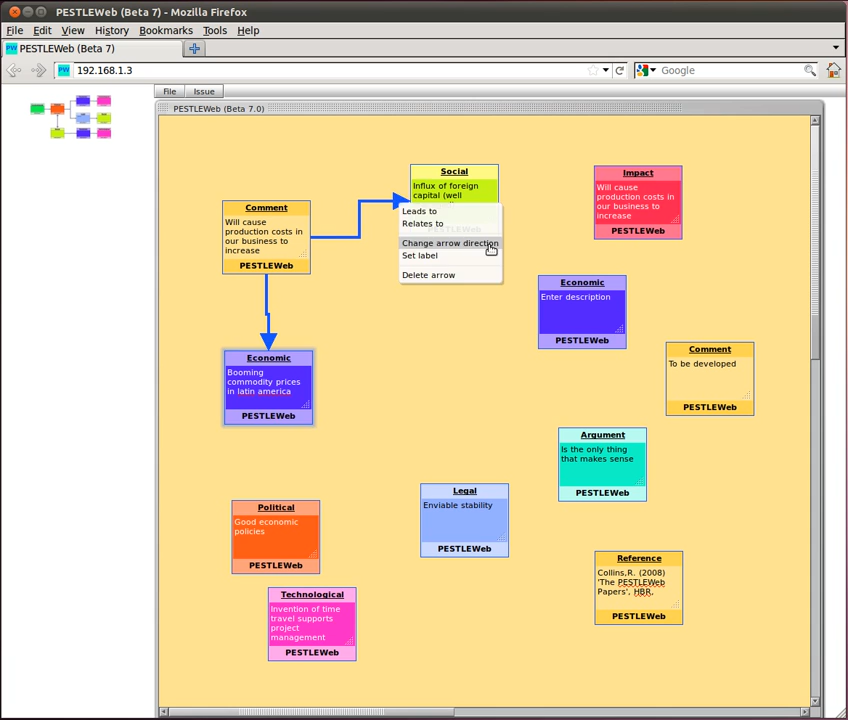 PESTLEWeb (Beta 7) - Mozilla Firefox
File Edit View History Bookmarks Tools Help
PW PESTLEWeb (Beta 7)
PW 192.168.1.3
Google
File Issue
PESTLEWeb (Beta 7.0)
Social
Influx of foreign
capital (well
Impact
Will cause
production costs in
our business to
increase
PESTLEWeb
Comment
Will cause
production costs in
our business to
increase
PESTLEWeb
Leads to
Relates to
Change arrow direction
Set label
Delete arrow
Economic
Enter description
PESTLEWeb
Economic
Booming
commodity prices
in latin america
PESTLEWeb
Comment
To be developed
PESTLEWeb
Argument
Is the only thing
that makes sense
PESTLEWeb
Legal
Enviable stability
PESTLEWeb
Political
Good economic
policies
PESTLEWeb
Reference
Collins,R. (2008)
'The PESTLEWeb
Papers', HBR.
PESTLEWeb
Technological
Invention of time
travel supports
project
management
PESTLEWeb